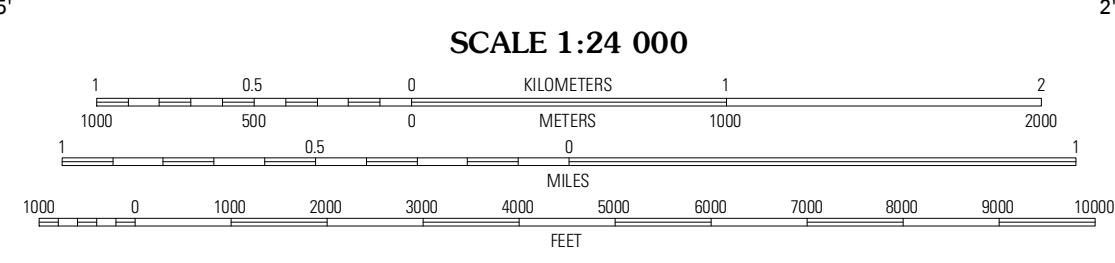 5' 2'
SCALE 1:24 000
1 0.5 0 KILOMETERS 1 2
1000 500 0 METERS 1000 2000
1 0.5 0 1
MILES
1000 0 1000 2000 3000 4000 5000 6000 7000 8000 9000 10000
FEET